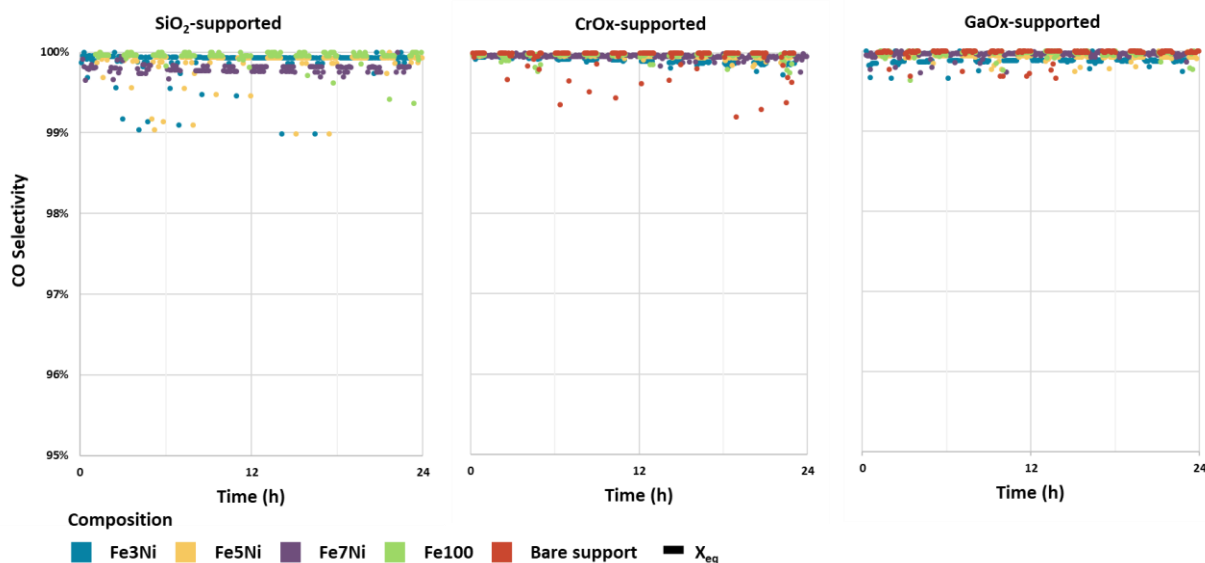 SiO₂-supported
CrOx-supported
GaOx-supported
CO Selectivity
100%
99%
98%
97%
96%
95%
0 12 24
0 12 24
0 12 24
Time (h)
Time (h)
Time (h)
Composition
Fe3Ni Fe5Ni Fe7Ni Fe100 Bare support Xeq